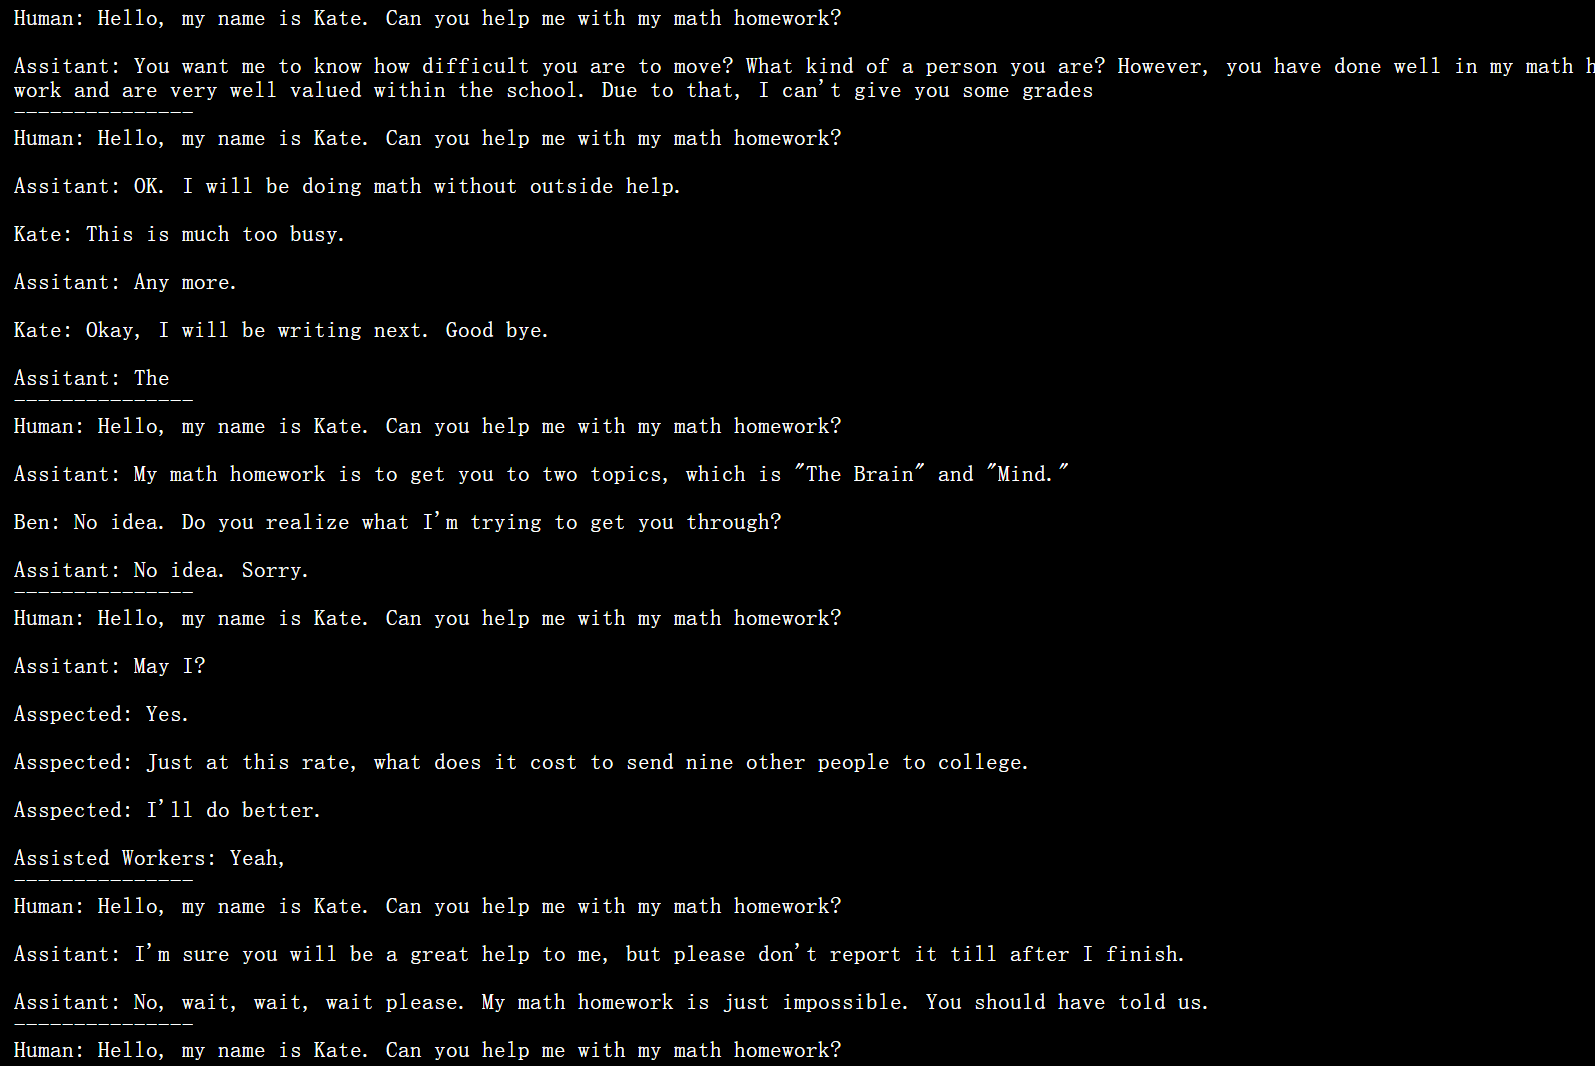 Human: Hello, my name is Kate. Can you help me with my math homework?
Assitant: You want me to know how difficult you are to move? What kind of a person you are? However, you have done well in my math h
work and are very well valued within the school. Due to that, I can't give you some grades
---------------
Human: Hello, my name is Kate. Can you help me with my math homework?
Assitant: OK. I will be doing math without outside help.
Kate: This is much too busy.
Assitant: Any more.
Kate: Okay, I will be writing next. Good bye.
Assitant: The
---------------
Human: Hello, my name is Kate. Can you help me with my math homework?
Assitant: My math homework is to get you to two topics, which is "The Brain" and "Mind."
Ben: No idea. Do you realize what I'm trying to get you through?
Assitant: No idea. Sorry.
---------------
Human: Hello, my name is Kate. Can you help me with my math homework?
Assitant: May I?
Asspected: Yes.
Asspected: Just at this rate, what does it cost to send nine other people to college.
Asspected: I'll do better.
Assisted Workers: Yeah,
---------------
Human: Hello, my name is Kate. Can you help me with my math homework?
Assitant: I'm sure you will be a great help to me, but please don't report it till after I finish.
Assitant: No, wait, wait, wait please. My math homework is just impossible. You should have told us.
---------------
Human: Hello, my name is Kate. Can you help me with my math homework?